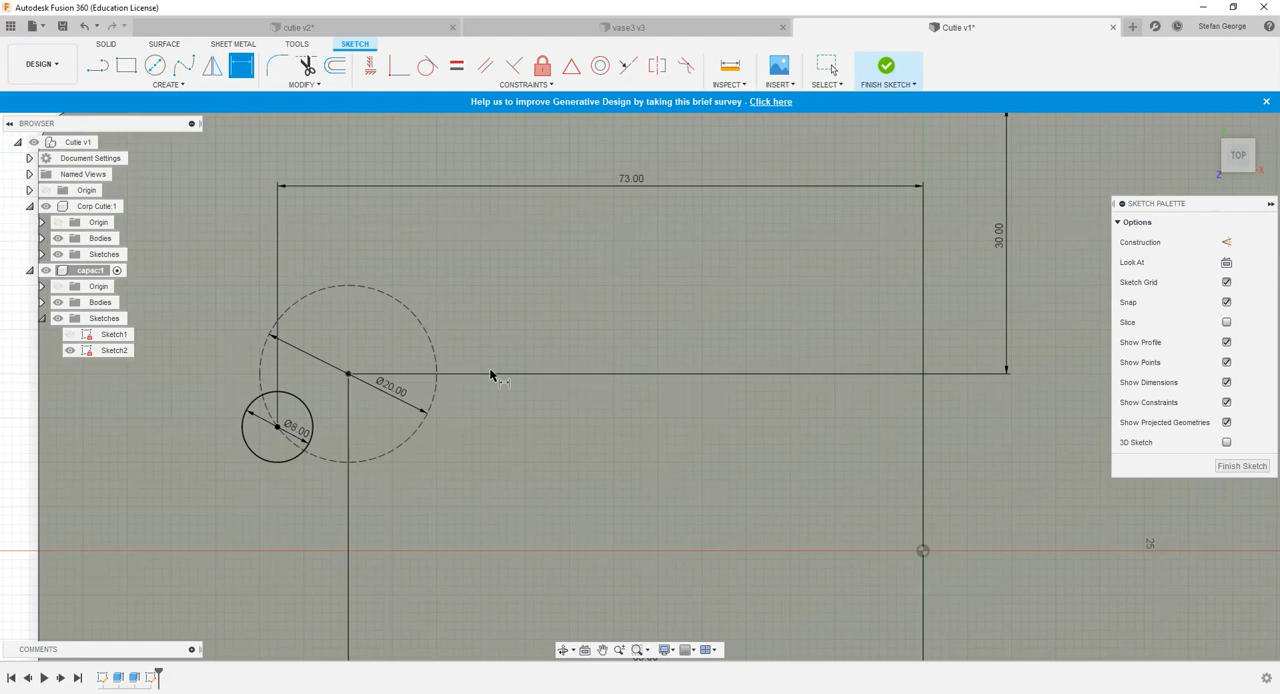 Autodesk Fusion 360 (Education License)
cutie v2*
vase3 v3
Cutie v1*
Stefan George
SOLID
SURFACE
SHEET METAL
TOOLS
SKETCH
DESIGN
CREATE
MODIFY
CONSTRAINTS
INSPECT
INSERT
SELECT
FINISH SKETCH
Help us to improve Generative Design by taking this brief survey - Click here
BROWSER
Cutie v1
Document Settings
Named Views
Origin
Corp Cutie:1
Origin
Bodies
Sketches
capac:1
Origin
Bodies
Sketches
Sketch1
Sketch2
73.00
30.00
Ø20.00
Ø8.00
25
TOP
X
Z
SKETCH PALETTE
Options
Construction
Look At
Sketch Grid
Snap
Slice
Show Profile
Show Points
Show Dimensions
Show Constraints
Show Projected Geometries
3D Sketch
Finish Sketch
COMMENTS